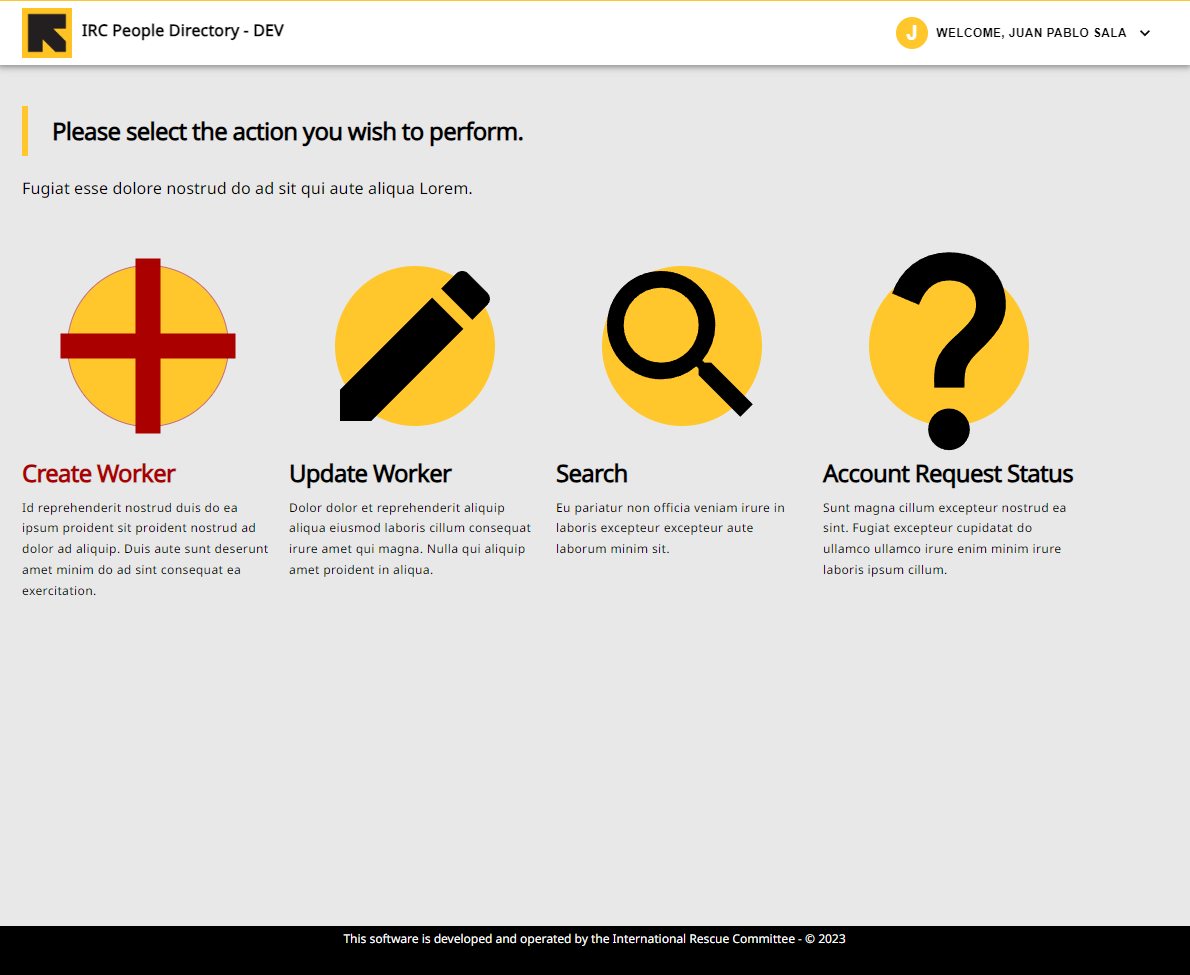 IRC People Directory - DEV
J
WELCOME, JUAN PABLO SALA
Please select the action you wish to perform.
Fugiat esse dolore nostrud do ad sit qui aute aliqua Lorem.
Create Worker
Id reprehenderit nostrud duis do ea
ipsum proident sit proident nostrud ad
dolor ad aliquip. Duis aute sunt deserunt
amet minim do ad sint consequat ea
exercitation.
Update Worker
Dolor dolor et reprehenderit aliquip
aliqua eiusmod laboris cillum consequat
irure amet qui magna. Nulla qui aliquip
amet proident in aliqua.
Search
Eu pariatur non officia veniam irure in
laboris excepteur excepteur aute
laborum minim sit.
Account Request Status
Sunt magna cillum excepteur nostrud ea
sint. Fugiat excepteur cupidatat do
ullamco ullamco irure enim minim irure
laboris ipsum cillum.
This software is developed and operated by the International Rescue Committee - © 2023